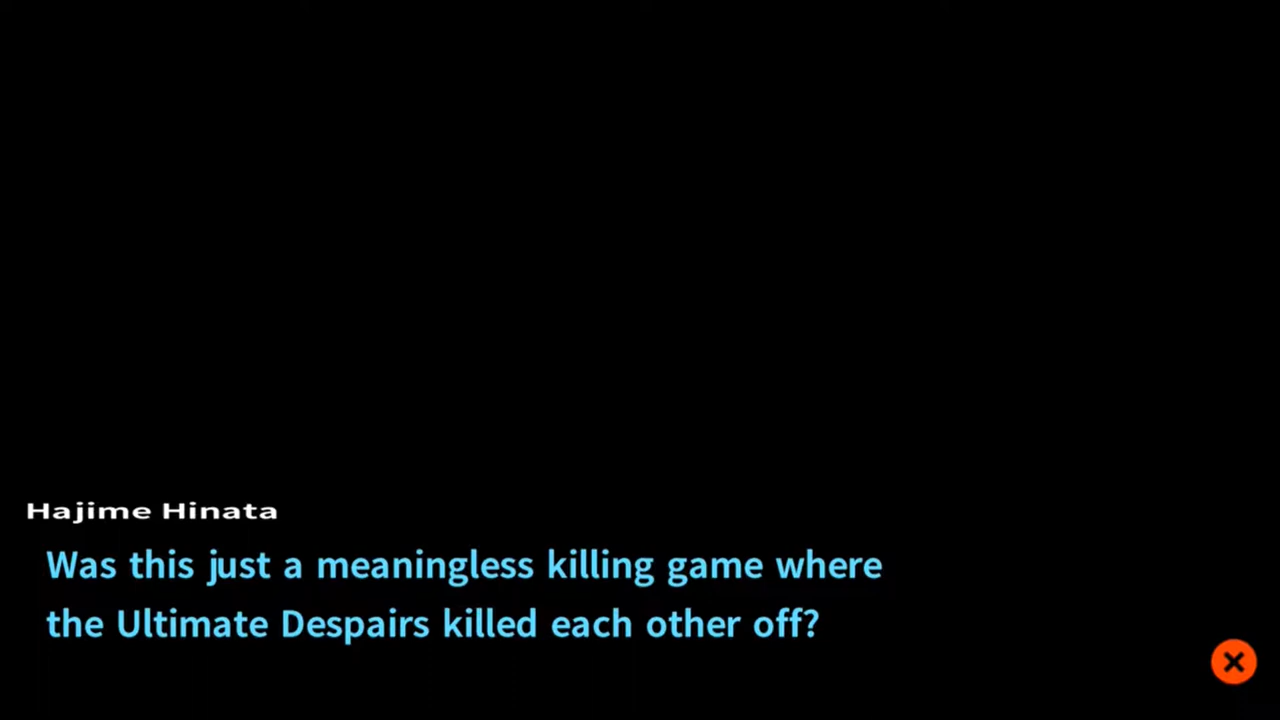 Hajime Hinata
Was this just a meaningless killing game where
the Ultimate Despairs killed each other off?